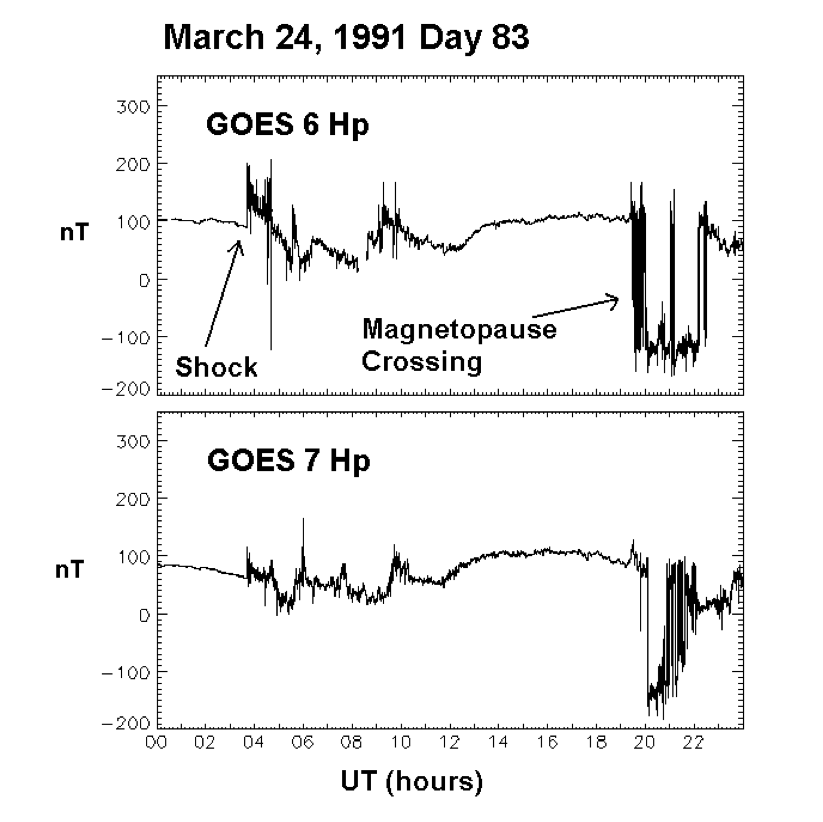 March 24, 1991 Day 83
300
GOES 6 Hp
200
nT
100
0
Magnetopause
Crossing
−100
Shock
−200
300
GOES 7 Hp
200
nT
100
0
−100
−200
00 02 04 06 08 10 12 14 16 18 20 22
UT (hours)